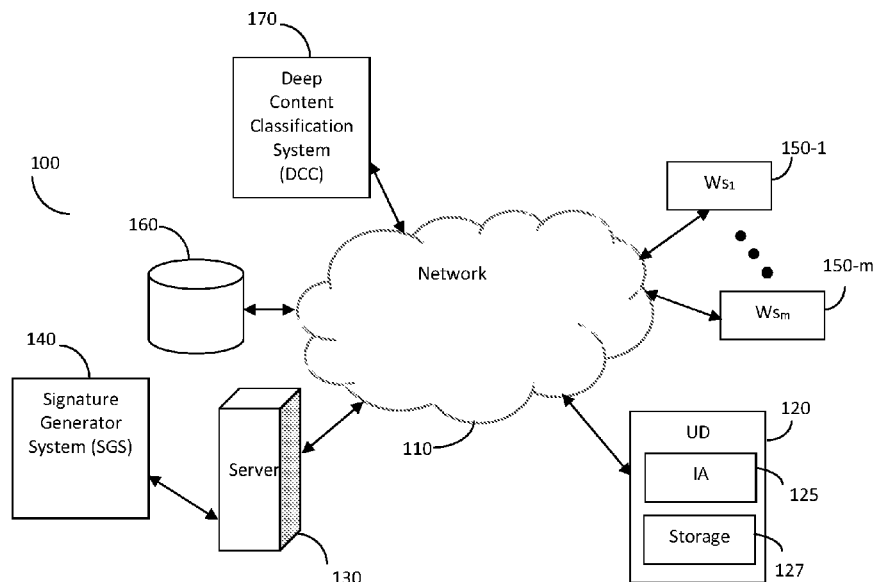 170
Deep
Content
Classification
System
(DCC)
100
150-1
Ws1
160
Network
150-m
Wsm
140
Signature
Generator
System (SGS)
Server
110
UD
120
IA
125
Storage
127
130